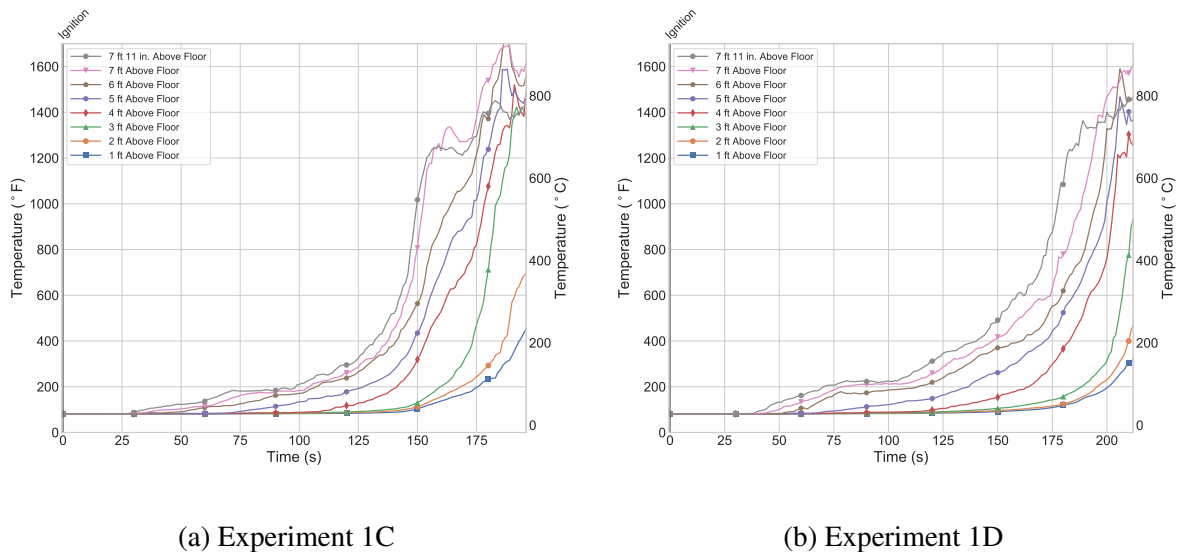 Ignition
1600
1400
1200
1000
800
600
400
200
0
Temperature (° F)
7 ft 11 in. Above Floor
7 ft Above Floor
6 ft Above Floor
5 ft Above Floor
4 ft Above Floor
3 ft Above Floor
2 ft Above Floor
1 ft Above Floor
800
600
400
200
0
Temperature (° C)
0 25 50 75 100 125 150 175
Time (s)
(a) Experiment 1C
Ignition
1600
1400
1200
1000
800
600
400
200
0
Temperature (° F)
7 ft 11 in. Above Floor
7 ft Above Floor
6 ft Above Floor
5 ft Above Floor
4 ft Above Floor
3 ft Above Floor
2 ft Above Floor
1 ft Above Floor
800
600
400
200
0
Temperature (° C)
0 25 50 75 100 125 150 175 200
Time (s)
(b) Experiment 1D